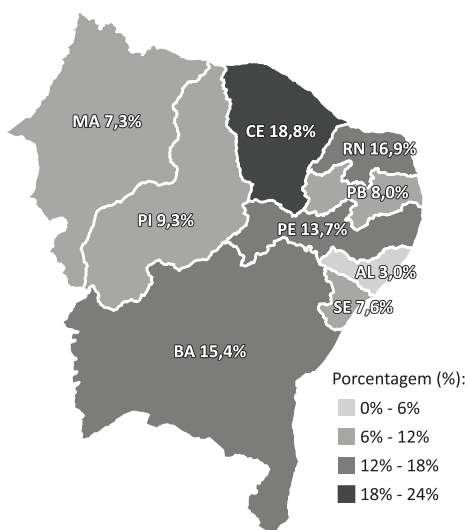 MA 7,3%
CE 18,8%
RN 16,9%
PB 8,0%
PI 9,3%
PE 13,7%
AL 3,0%
SE 7,6%
BA 15,4%
Porcentagem (%):
0% - 6%
6% - 12%
12% - 18%
18% - 24%